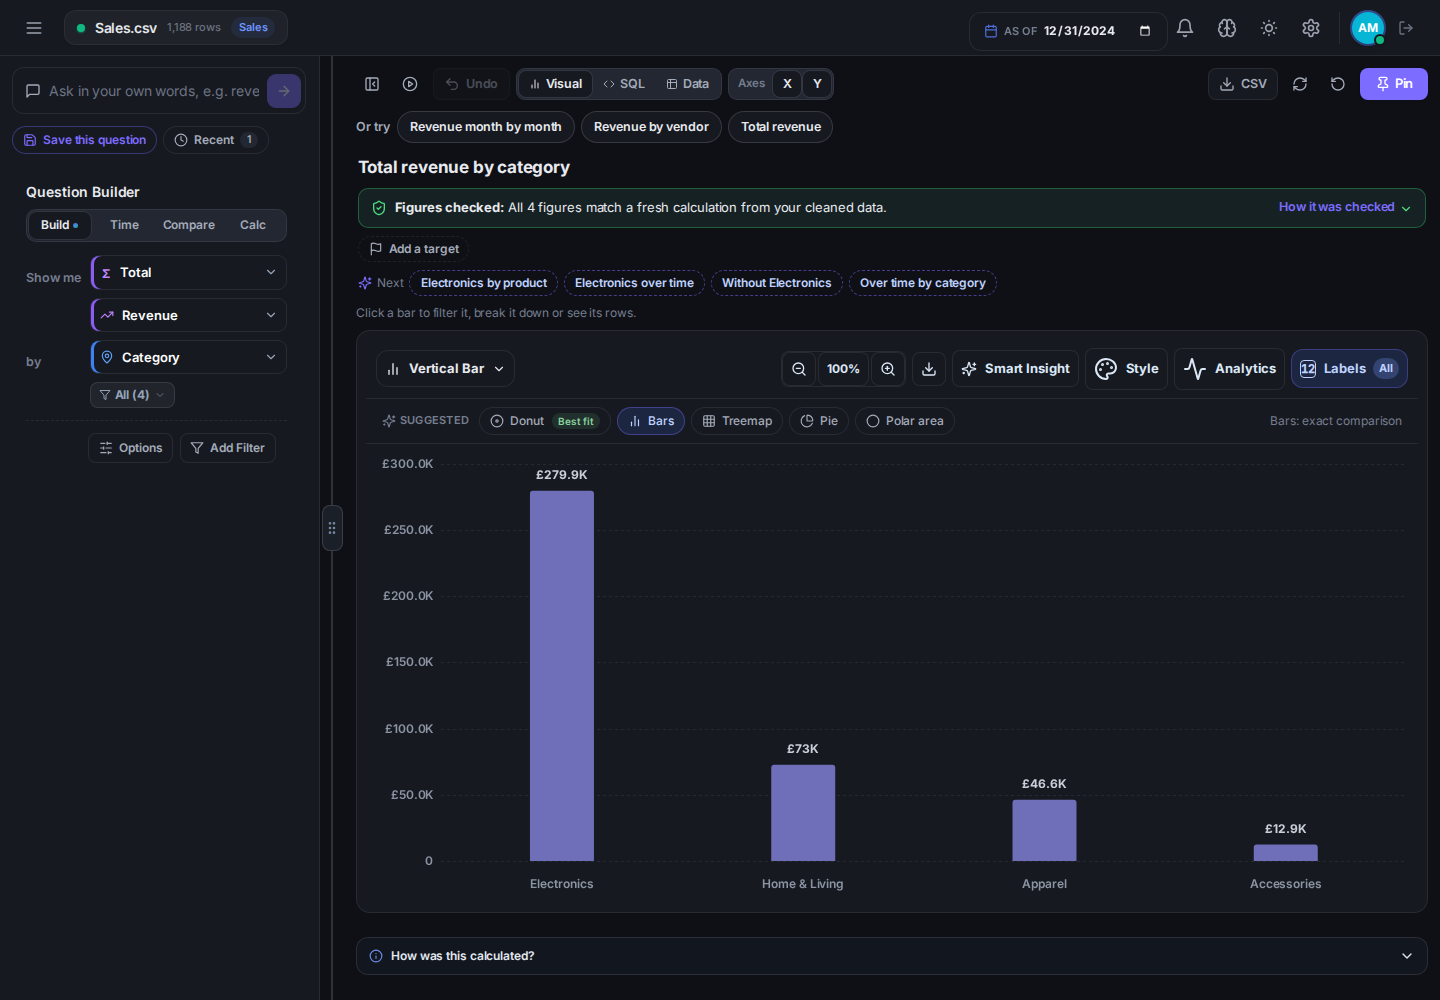 Sales.csv 1,188 rows Sales
AS OF 12/31/2024
AM
Ask in your own words, e.g. reve
Save this question
Recent 1
Question Builder
Build Time Compare Calc
Show me Σ Total
Revenue
by Category
All (4)
Options Add Filter
Undo Visual SQL Data Axes X Y CSV Pin
Or try Revenue month by month Revenue by vendor Total revenue
Total revenue by category
Figures checked: All 4 figures match a fresh calculation from your cleaned data. How it was checked
Add a target
Next Electronics by product Electronics over time Without Electronics Over time by category
Click a bar to filter it, break it down or see its rows.
Vertical Bar 100% Smart Insight Style Analytics 12 Labels All
SUGGESTED Donut Best fit Bars Treemap Pie Polar area Bars: exact comparison
£300.0K
£279.9K
£250.0K
£200.0K
£150.0K
£100.0K
£73K
£50.0K
£46.6K
£12.9K
0
Electronics Home & Living Apparel Accessories
How was this calculated?